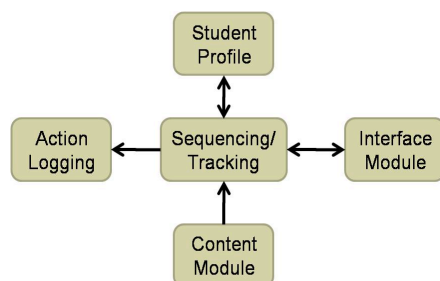 Student
Profile
Action
Logging
Sequencing/
Tracking
Interface
Module
Content
Module